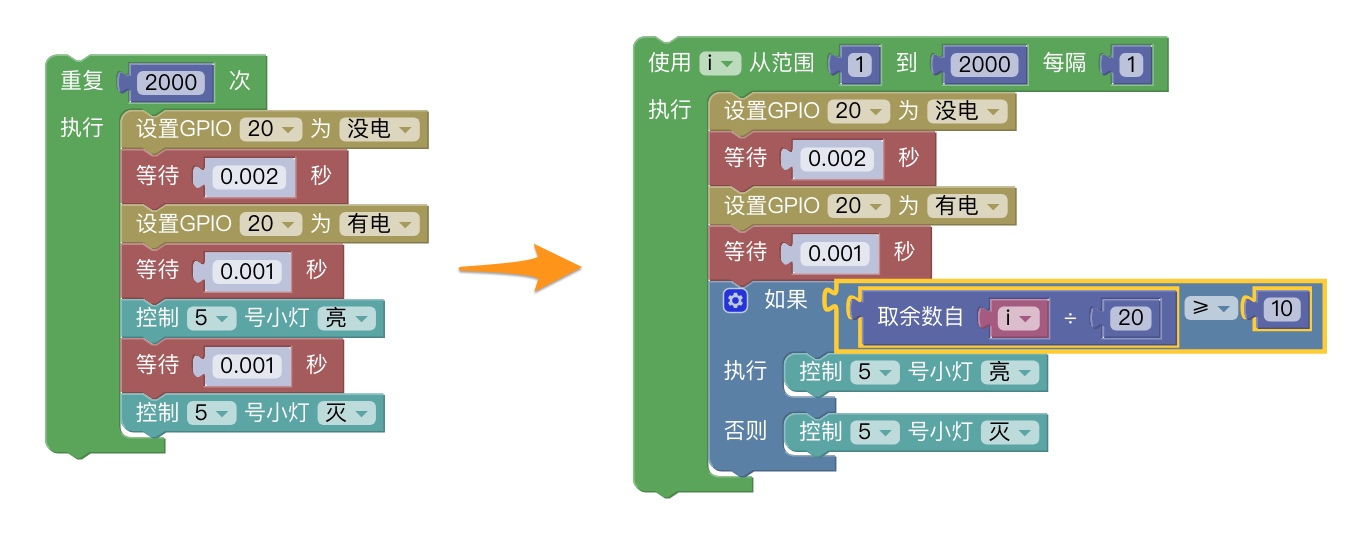 重复 2000 次
执行 设置GPIO 20 为 没电
等待 0.002 秒
设置GPIO 20 为 有电
等待 0.001 秒
控制 5 号小灯 亮
等待 0.001 秒
控制 5 号小灯 灭
使用 i 从范围 1 到 2000 每隔 1
执行 设置GPIO 20 为 没电
等待 0.002 秒
设置GPIO 20 为 有电
等待 0.001 秒
如果 取余数自 i ÷ 20 ≥ 10
执行 控制 5 号小灯 亮
否则 控制 5 号小灯 灭